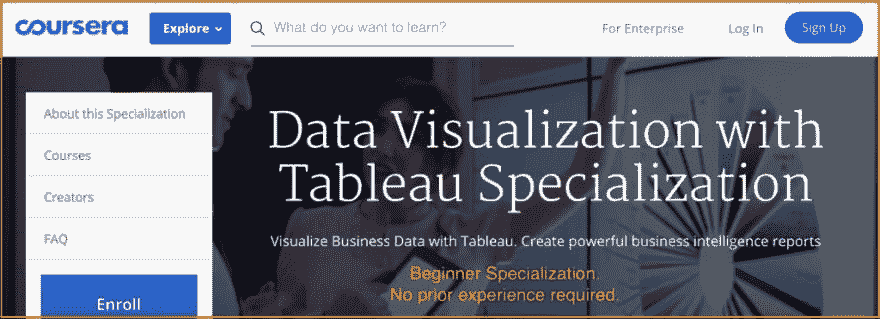 coursera
Explore
What do you want to learn?
For Enterprise
Log In
Sign Up
About this Specialization
Courses
Creators
FAQ
Enroll
Data Visualization with
Tableau Specialization
Visualize Business Data with Tableau. Create powerful business intelligence reports
Beginner Specialization.
No prior experience required.